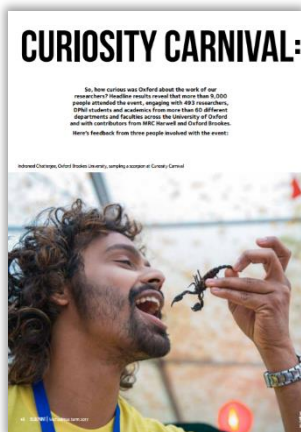 CURIOSITY CARNIVAL:
So, how curious was Oxford about the work of our
researchers? Headline results reveal that more than 9,000
people attended the event, engaging with 493 researchers,
DPhil students and academics from more than 60 different
departments and faculties across the University of Oxford
and with contributors from MRC Harwell and Oxford Brookes.
Here's feedback from three people involved with the event:
Oxford Brookes University, sampling a scorpion at Curiosity Carnival